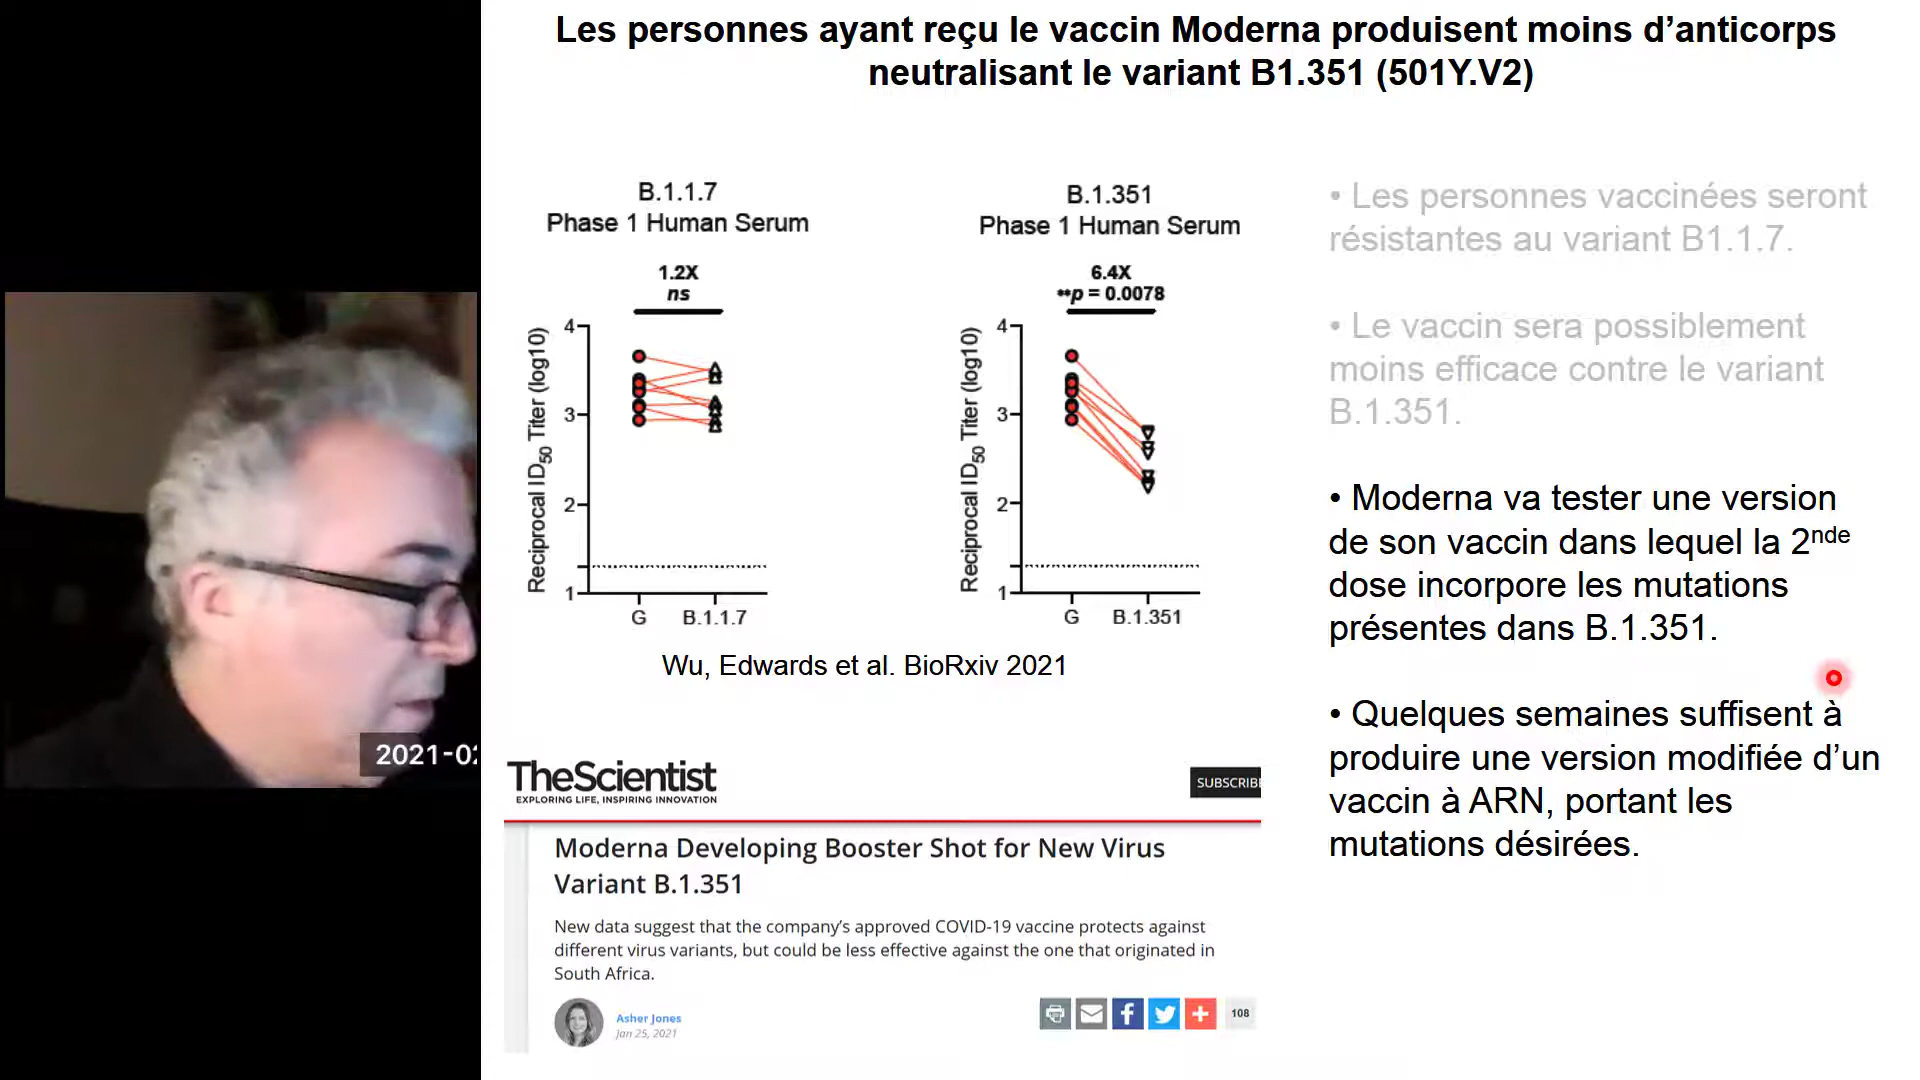 Les personnes ayant reçu le vaccin Moderna produisent moins d’anticorps
neutralisant le variant B1.351 (501Y.V2)
B.1.1.7
Phase 1 Human Serum
1.2X
ns
Reciprocal ID50 Titer (log10)
4
3
2
1
G B.1.1.7
B.1.351
Phase 1 Human Serum
6.4X
**p = 0.0078
Reciprocal ID50 Titer (log10)
4
3
2
1
G B.1.351
Wu, Edwards et al. BioRxiv 2021
• Les personnes vaccinées seront
résistantes au variant B1.1.7.
• Le vaccin sera possiblement
moins efficace contre le variant
B.1.351.
• Moderna va tester une version
de son vaccin dans lequel la 2nde
dose incorpore les mutations
présentes dans B.1.351.
• Quelques semaines suffisent à
produire une version modifiée d’un
vaccin à ARN, portant les
mutations désirées.
TheScientist
EXPLORING LIFE, INSPIRING INNOVATION
SUBSCRIBE
Moderna Developing Booster Shot for New Virus
Variant B.1.351
New data suggest that the company’s approved COVID-19 vaccine protects against
different virus variants, but could be less effective against the one that originated in
South Africa.
Asher Jones
Jan 25, 2021
108
2021-02